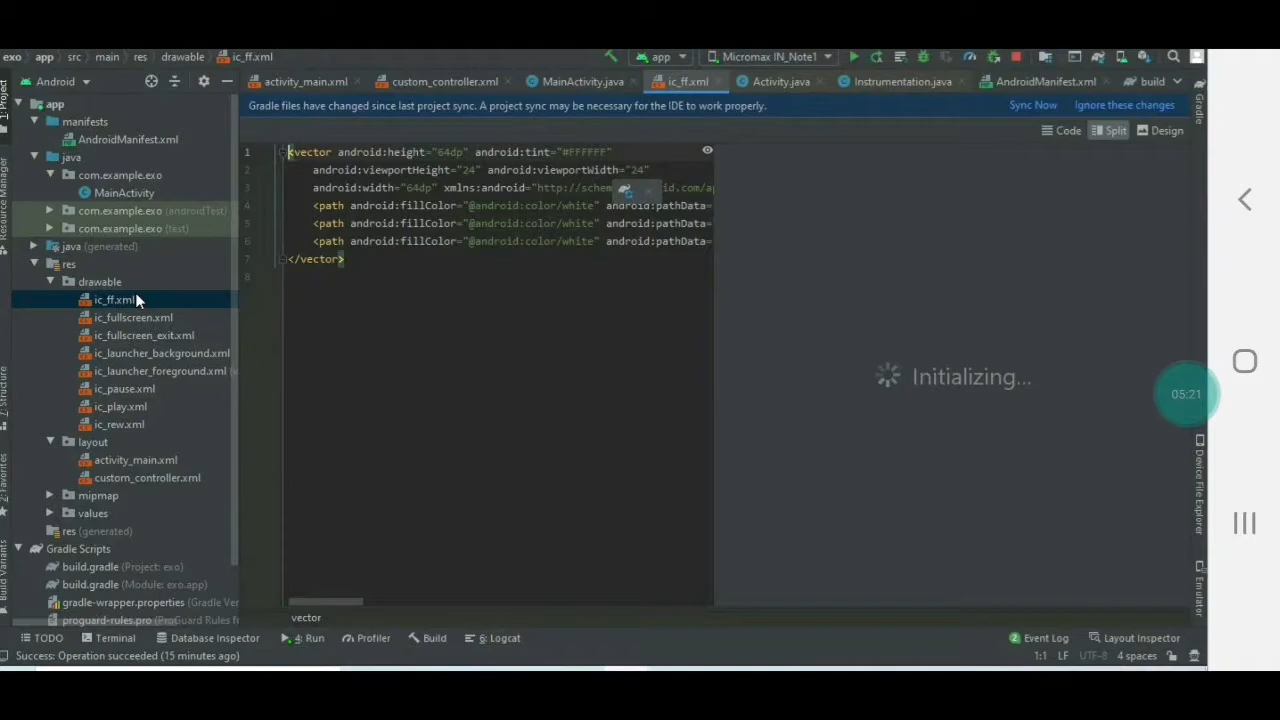 exo app src main res drawable ic_ff.xml
app Micromax IN_Note1
Android
activity_main.xml custom_controller.xml MainActivity.java ic_ff.xml Activity.java Instrumentation.java AndroidManifest.xml build
Gradle files have changed since last project sync. A project sync may be necessary for the IDE to work properly. Sync Now Ignore these changes
Code Split Design
1: Project
Resource Manager
7: Structure
2: Favorites
Build Variants
app
manifests
AndroidManifest.xml
java
com.example.exo
MainActivity
com.example.exo (androidTest)
com.example.exo (test)
java (generated)
res
drawable
ic_ff.xml
ic_fullscreen.xml
ic_fullscreen_exit.xml
ic_launcher_background.xml
ic_launcher_foreground.xml
ic_pause.xml
ic_play.xml
ic_rew.xml
layout
activity_main.xml
custom_controller.xml
mipmap
values
res (generated)
Gradle Scripts
build.gradle (Project: exo)
build.gradle (Module: exo.app)
gradle-wrapper.properties (Gradle Ver
proguard-rules.pro (ProGuard Rules f
1 <vector android:height="64dp" android:tint="#FFFFFF"
2 android:viewportHeight="24" android:viewportWidth="24"
3 android:width="64dp" xmlns:android="http://schem id.com/a
4 <path android:fillColor="@android:color/white" android:pathData=
5 <path android:fillColor="@android:color/white" android:pathData=
6 <path android:fillColor="@android:color/white" android:pathData=
7 </vector>
8
vector
Initializing...
05:21
Gradle
Device File Explorer
Emulator
TODO Terminal Database Inspector 4: Run Profiler Build 6: Logcat 2 Event Log Layout Inspector
Success: Operation succeeded (15 minutes ago) 1:1 LF UTF-8 4 spaces